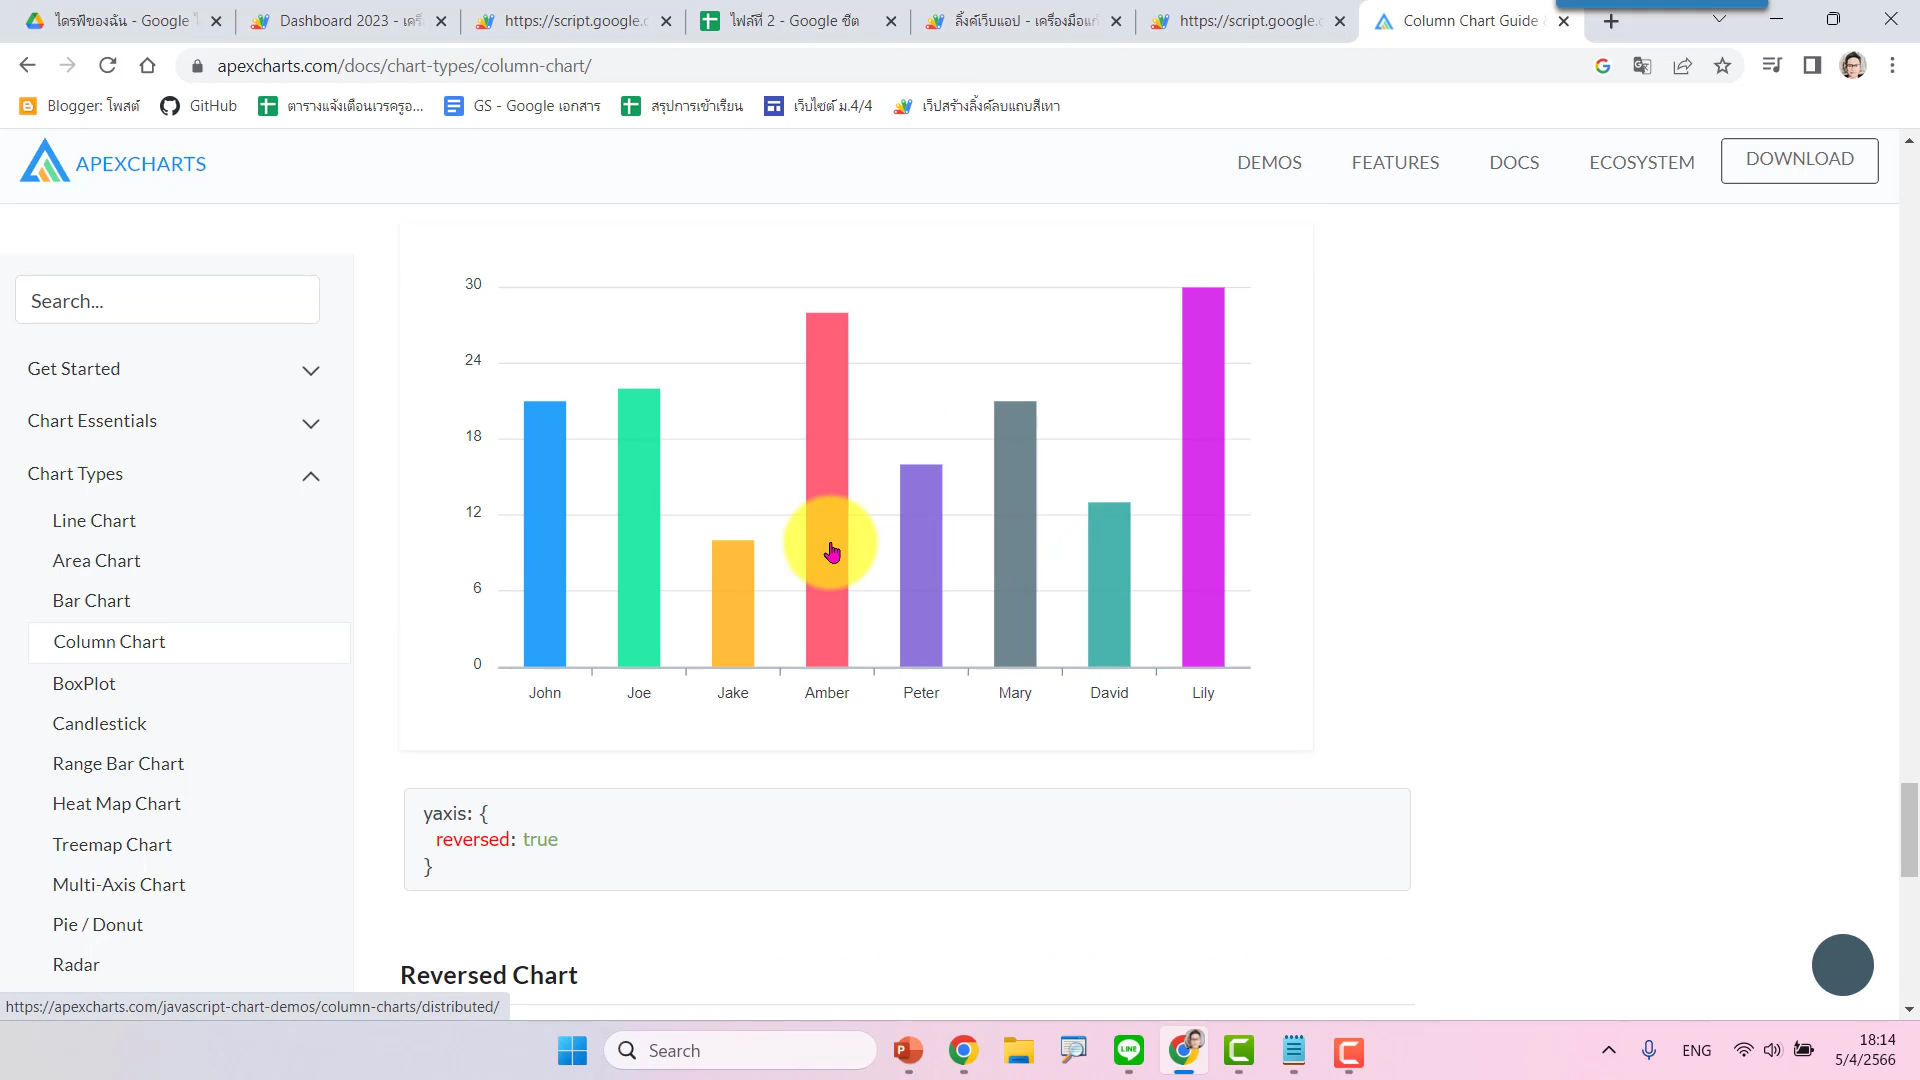 ไดรฟ์ของฉัน - Google ไ
Dashboard 2023 - เครื่
https://script.google.c
ไฟล์ที่ 2 - Google ชีต
ลิ้งค์เว็บแอป - เครื่องมือแก้
https://script.google.c
Column Chart Guide
apexcharts.com/docs/chart-types/column-chart/
Blogger: โพสต์
GitHub
ตารางแจ้งเตือนเวรครูอ...
GS - Google เอกสาร
สรุปการเข้าเรียน
เว็บไซต์ ม.4/4
เว็ปสร้างลิ้งค์ลบแถบสีเทา
APEXCHARTS
DEMOS
FEATURES
DOCS
ECOSYSTEM
DOWNLOAD
Search...
Get Started
Chart Essentials
Chart Types
Line Chart
Area Chart
Bar Chart
Column Chart
BoxPlot
Candlestick
Range Bar Chart
Heat Map Chart
Treemap Chart
Multi-Axis Chart
Pie / Donut
Radar
30
24
18
12
6
0
John Joe Jake Amber Peter Mary David Lily
yaxis: {
reversed: true
}
Reversed Chart
https://apexcharts.com/javascript-chart-demos/column-charts/distributed/
Search
LINE
ENG
18:14
5/4/2566